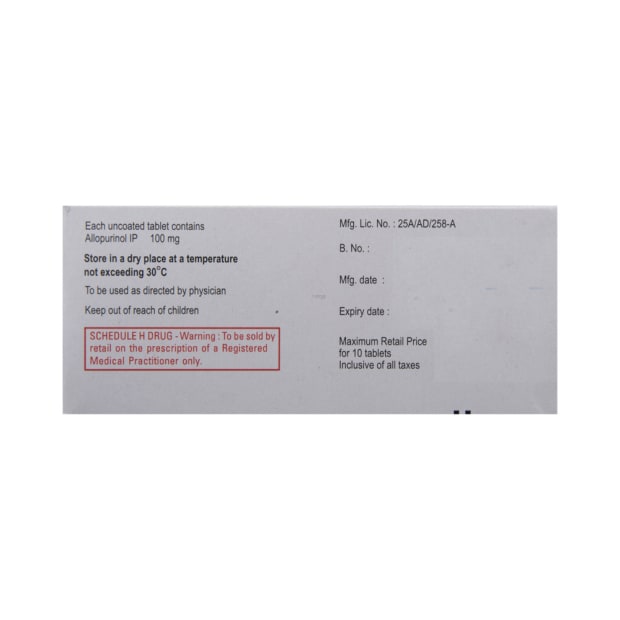 Each uncoated tablet contains
Allopurinol IP 100 mg
Store in a dry place at a temperature
not exceeding 30°C
To be used as directed by physician
Keep out of reach of children
SCHEDULE H DRUG - Warning : To be sold by
retail on the prescription of a Registered
Medical Practitioner only.
Mfg. Lic. No. : 25A/AD/258-A
B. No. :
Mfg. date :
Expiry date :
Maximum Retail Price
for 10 tablets
Inclusive of all taxes